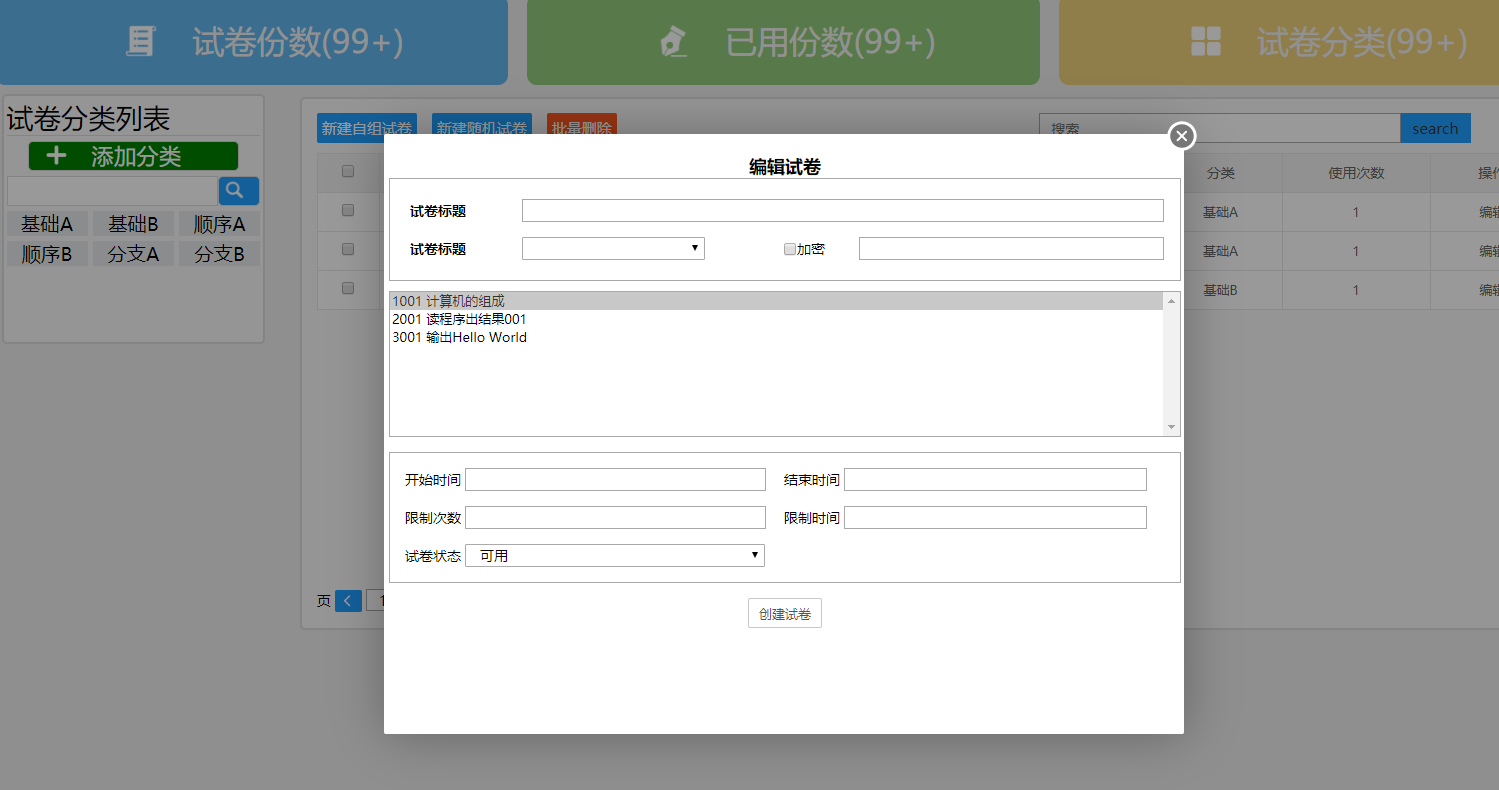 试卷份数(99+)
已用份数(99+)
试卷分类(99+)
试卷分类列表
添加分类
基础A 基础B 顺序A
顺序B 分支A 分支B
新建自组试卷 新建随机试卷 批量删除
搜索 search
分类 使用次数 操作
基础A 1 编辑
基础A 1 编辑
基础B 1 编辑
页 1
编辑试卷
试卷标题
试卷标题 加密
1001 计算机的组成
2001 读程序出结果001
3001 输出Hello World
开始时间 结束时间
限制次数 限制时间
试卷状态 可用
创建试卷